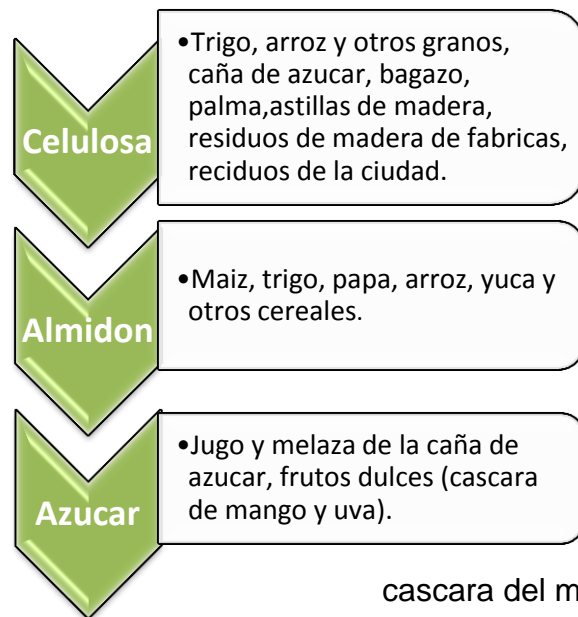 Celulosa
•Trigo, arroz y otros granos,
caña de azucar, bagazo,
palma,astillas de madera,
residuos de madera de fabricas,
reciduos de la ciudad.
Almidon
•Maiz, trigo, papa, arroz, yuca y
otros cereales.
Azucar
•Jugo y melaza de la caña de
azucar, frutos dulces (cascara
de mango y uva).
cascara del